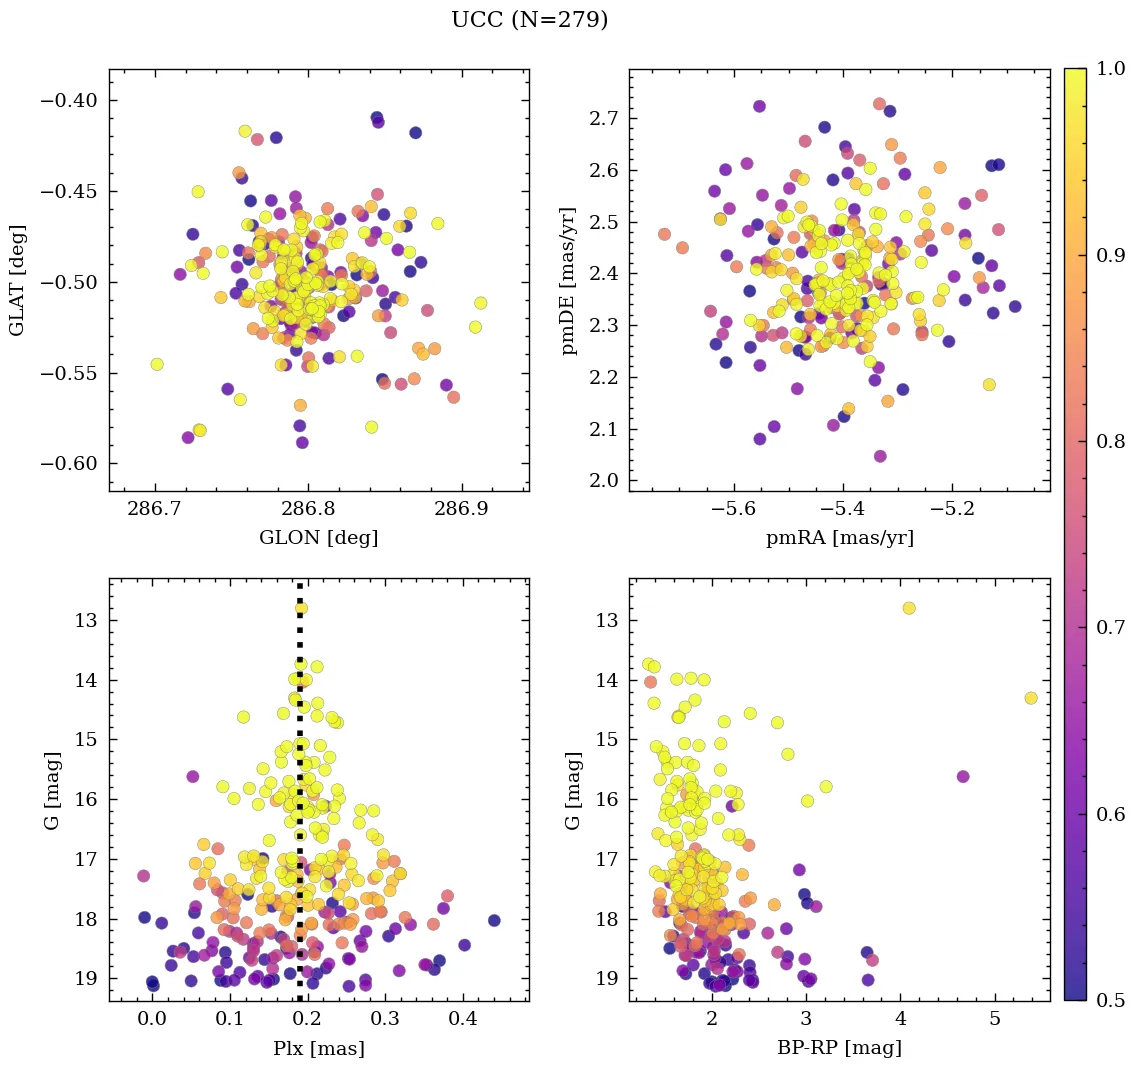 UCC (N=279)
−0.40
−0.45
−0.50
−0.55
−0.60
GLAT [deg]
286.7 286.8 286.9
GLON [deg]
2.7
2.6
2.5
2.4
2.3
2.2
2.1
2.0
pmDE [mas/yr]
−5.6 −5.4 −5.2
pmRA [mas/yr]
13
14
15
16
17
18
19
G [mag]
0.0 0.1 0.2 0.3 0.4
Plx [mas]
13
14
15
16
17
18
19
G [mag]
2 3 4 5
BP-RP [mag]
1.0
0.9
0.8
0.7
0.6
0.5